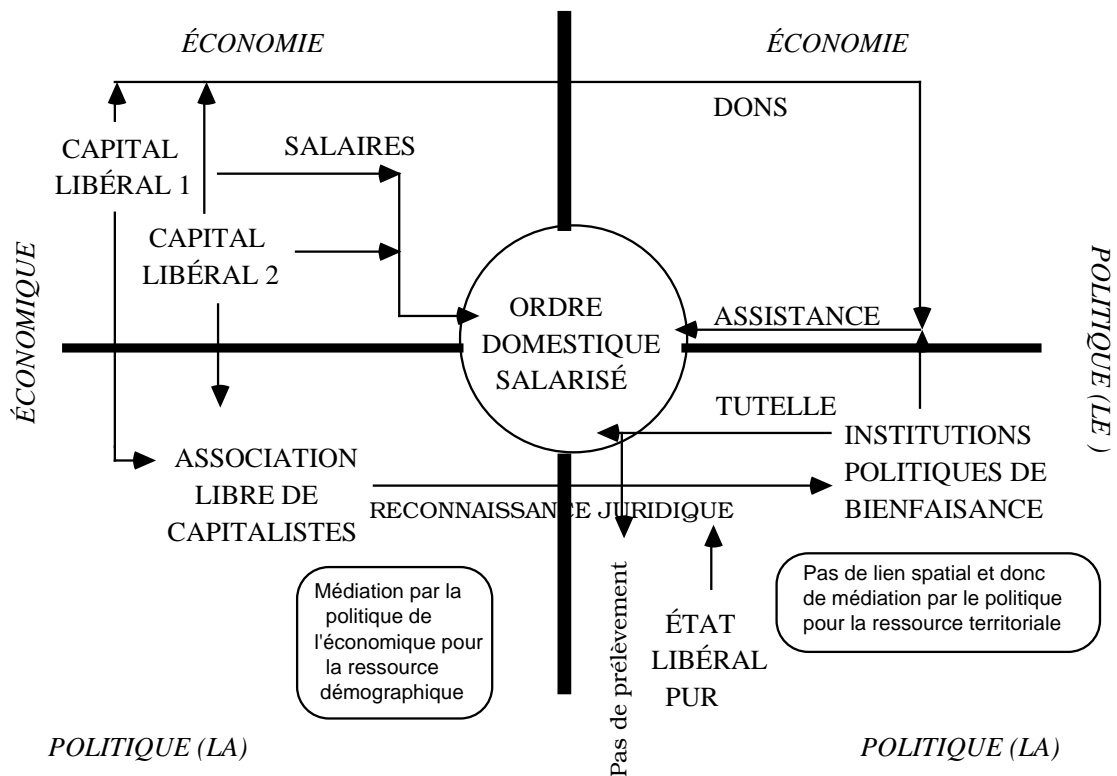 ÉCONOMIE
ÉCONOMIE
DONS
CAPITAL
LIBÉRAL 1
SALAIRES
CAPITAL
LIBÉRAL 2
ÉCONOMIQUE
POLITIQUE (LE )
ORDRE
DOMESTIQUE
SALARISÉ
ASSISTANCE
TUTELLE
INSTITUTIONS
POLITIQUES DE
BIENFAISANCE
ASSOCIATION
LIBRE DE
CAPITALISTES
RECONNAISSANCE JURIDIQUE
Médiation par la
politique de
l'économique pour
la ressource
démographique
Pas de prélèvement
ÉTAT
LIBÉRAL
PUR
Pas de lien spatial et donc
de médiation par le politique
pour la ressource territoriale
POLITIQUE (LA)
POLITIQUE (LA)